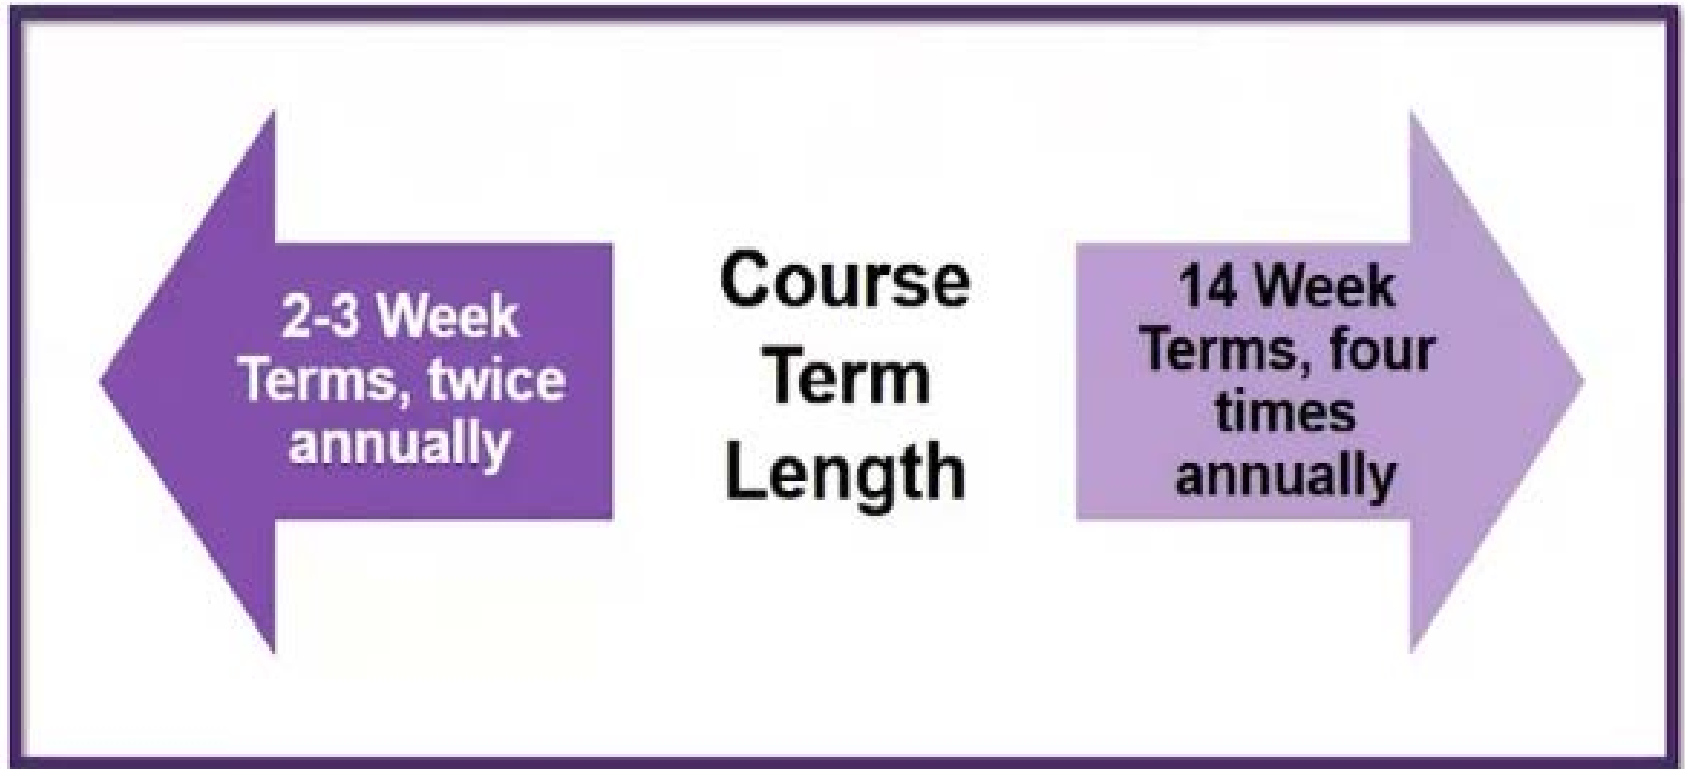 2-3 Week
Terms, twice
annually
Course
Term
Length
14 Week
Terms, four
times
annually